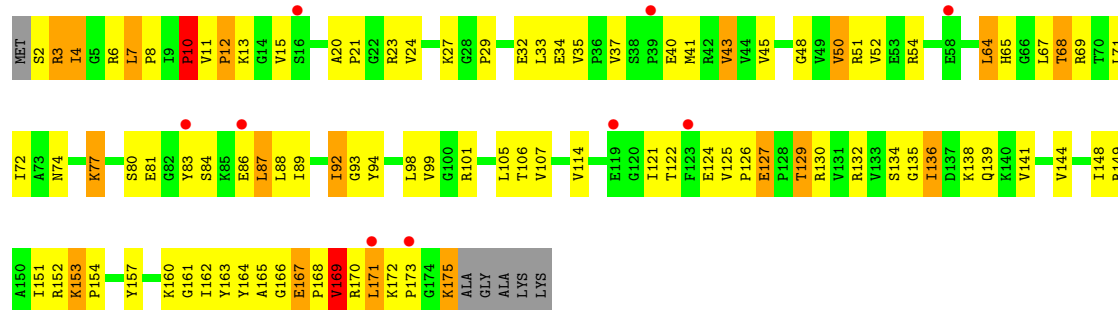 MET S2 R3 I4 G5 R6 L7 P8 I9 P10 V11 P12 K13 G14 V15 S16 A20 P21 G22 R23 V24 K27 G28 P29 E32 L33 E34 V35 P36 V37 S38 P39 E40 M41 R42 V43 V44 V45 G48 V49 V50 R51 V52 E53 R54 E58 L64 H65 G66 L67 T68 R69 T70 L71
I72 A73 N74 K77 S80 E81 G82 Y83 S84 K85 E86 L87 L88 I89 I92 G93 Y94 L98 V99 G100 R101 L105 T106 V107 V114 E119 G120 I121 T122 F123 E124 V125 P126 E127 P128 T129 R130 V131 R132 V133 S134 G135 I136 D137 K138 Q139 K140 V141 V144 I148 R149
A150 I151 R152 K153 P154 Y157 K160 G161 I162 Y163 Y164 A165 G166 E167 P168 V169 R170 L171 K172 P173 G174 K175 ALA GLY ALA LYS LYS